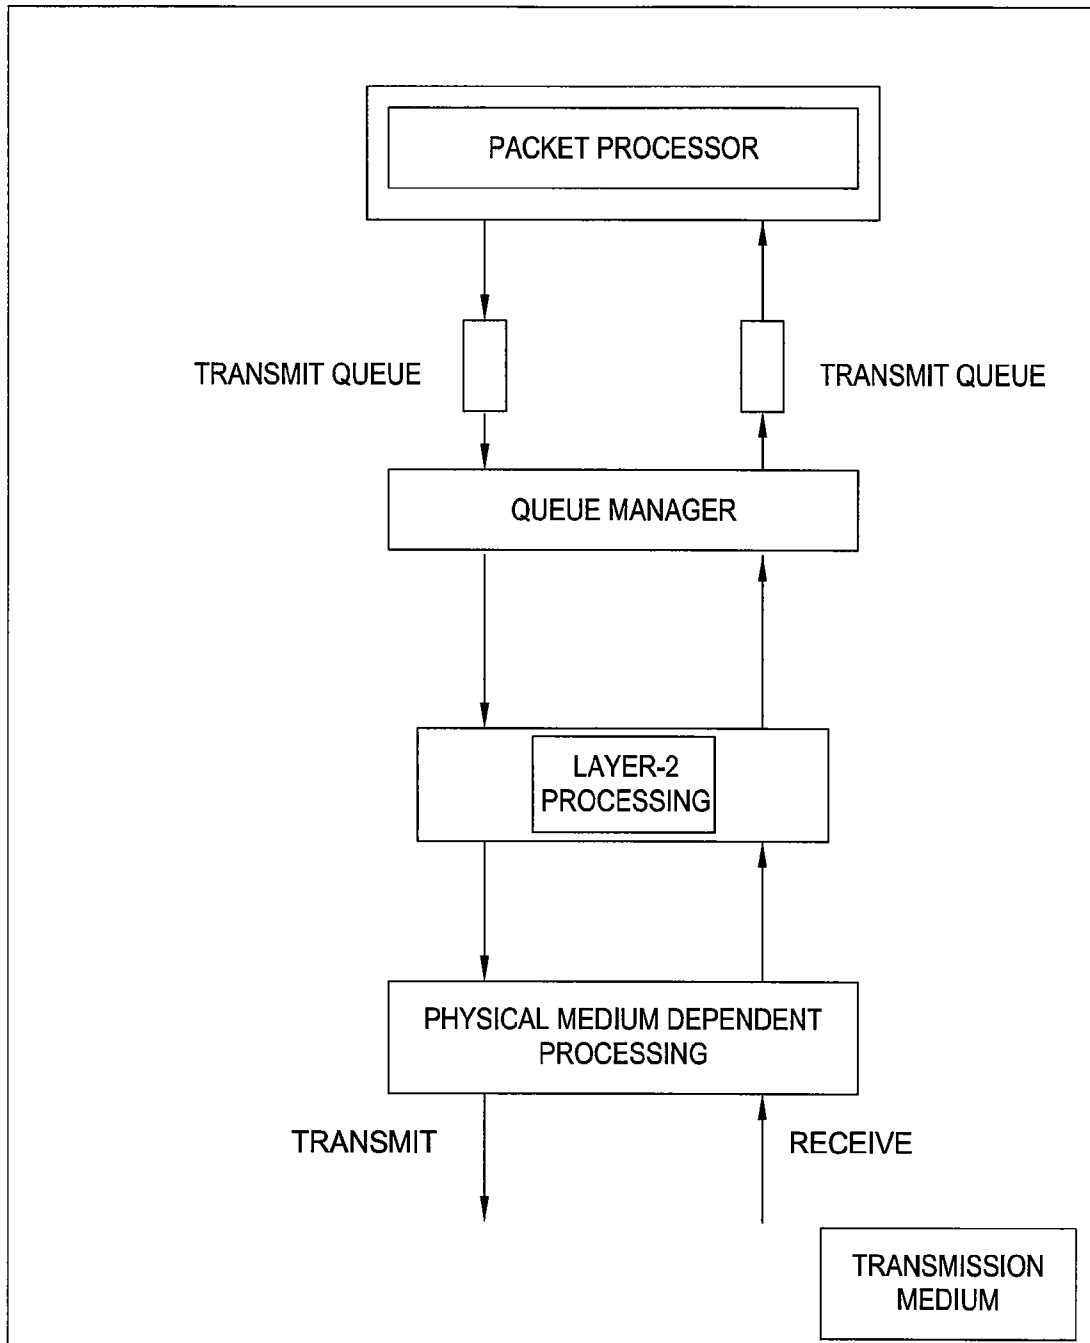 PACKET PROCESSOR
TRANSMIT QUEUE
TRANSMIT QUEUE
QUEUE MANAGER
LAYER-2
PROCESSING
PHYSICAL MEDIUM DEPENDENT
PROCESSING
TRANSMIT
RECEIVE
TRANSMISSION
MEDIUM